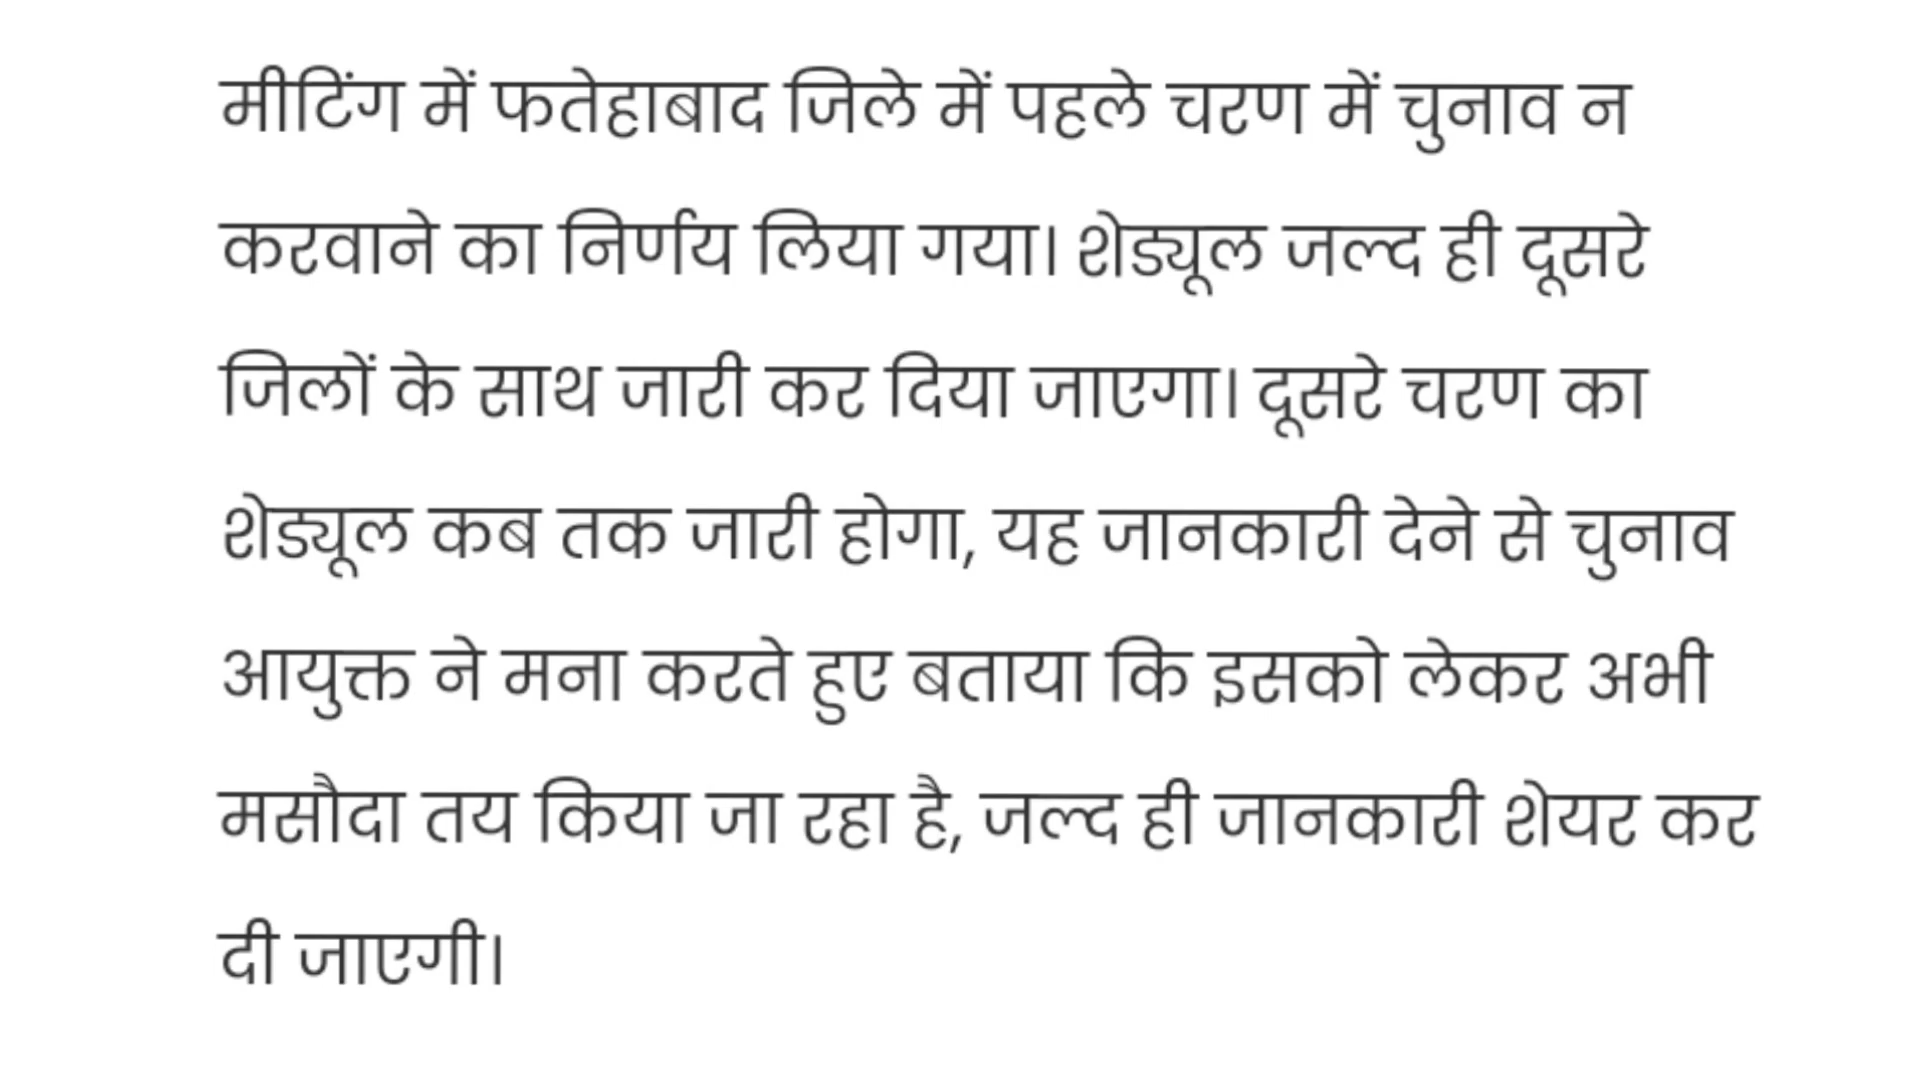 मीटिंग में फतेहाबाद जिले में पहले चरण में चुनाव न
करवाने का निर्णय लिया गया। शेड्यूल जल्द ही दूसरे
जिलों के साथ जारी कर दिया जाएगा। दूसरे चरण का
शेड्यूल कब तक जारी होगा, यह जानकारी देने से चुनाव
आयुक्त ने मना करते हुए बताया कि इसको लेकर अभी
मसौदा तय किया जा रहा है, जल्द ही जानकारी शेयर कर
दी जाएगी।